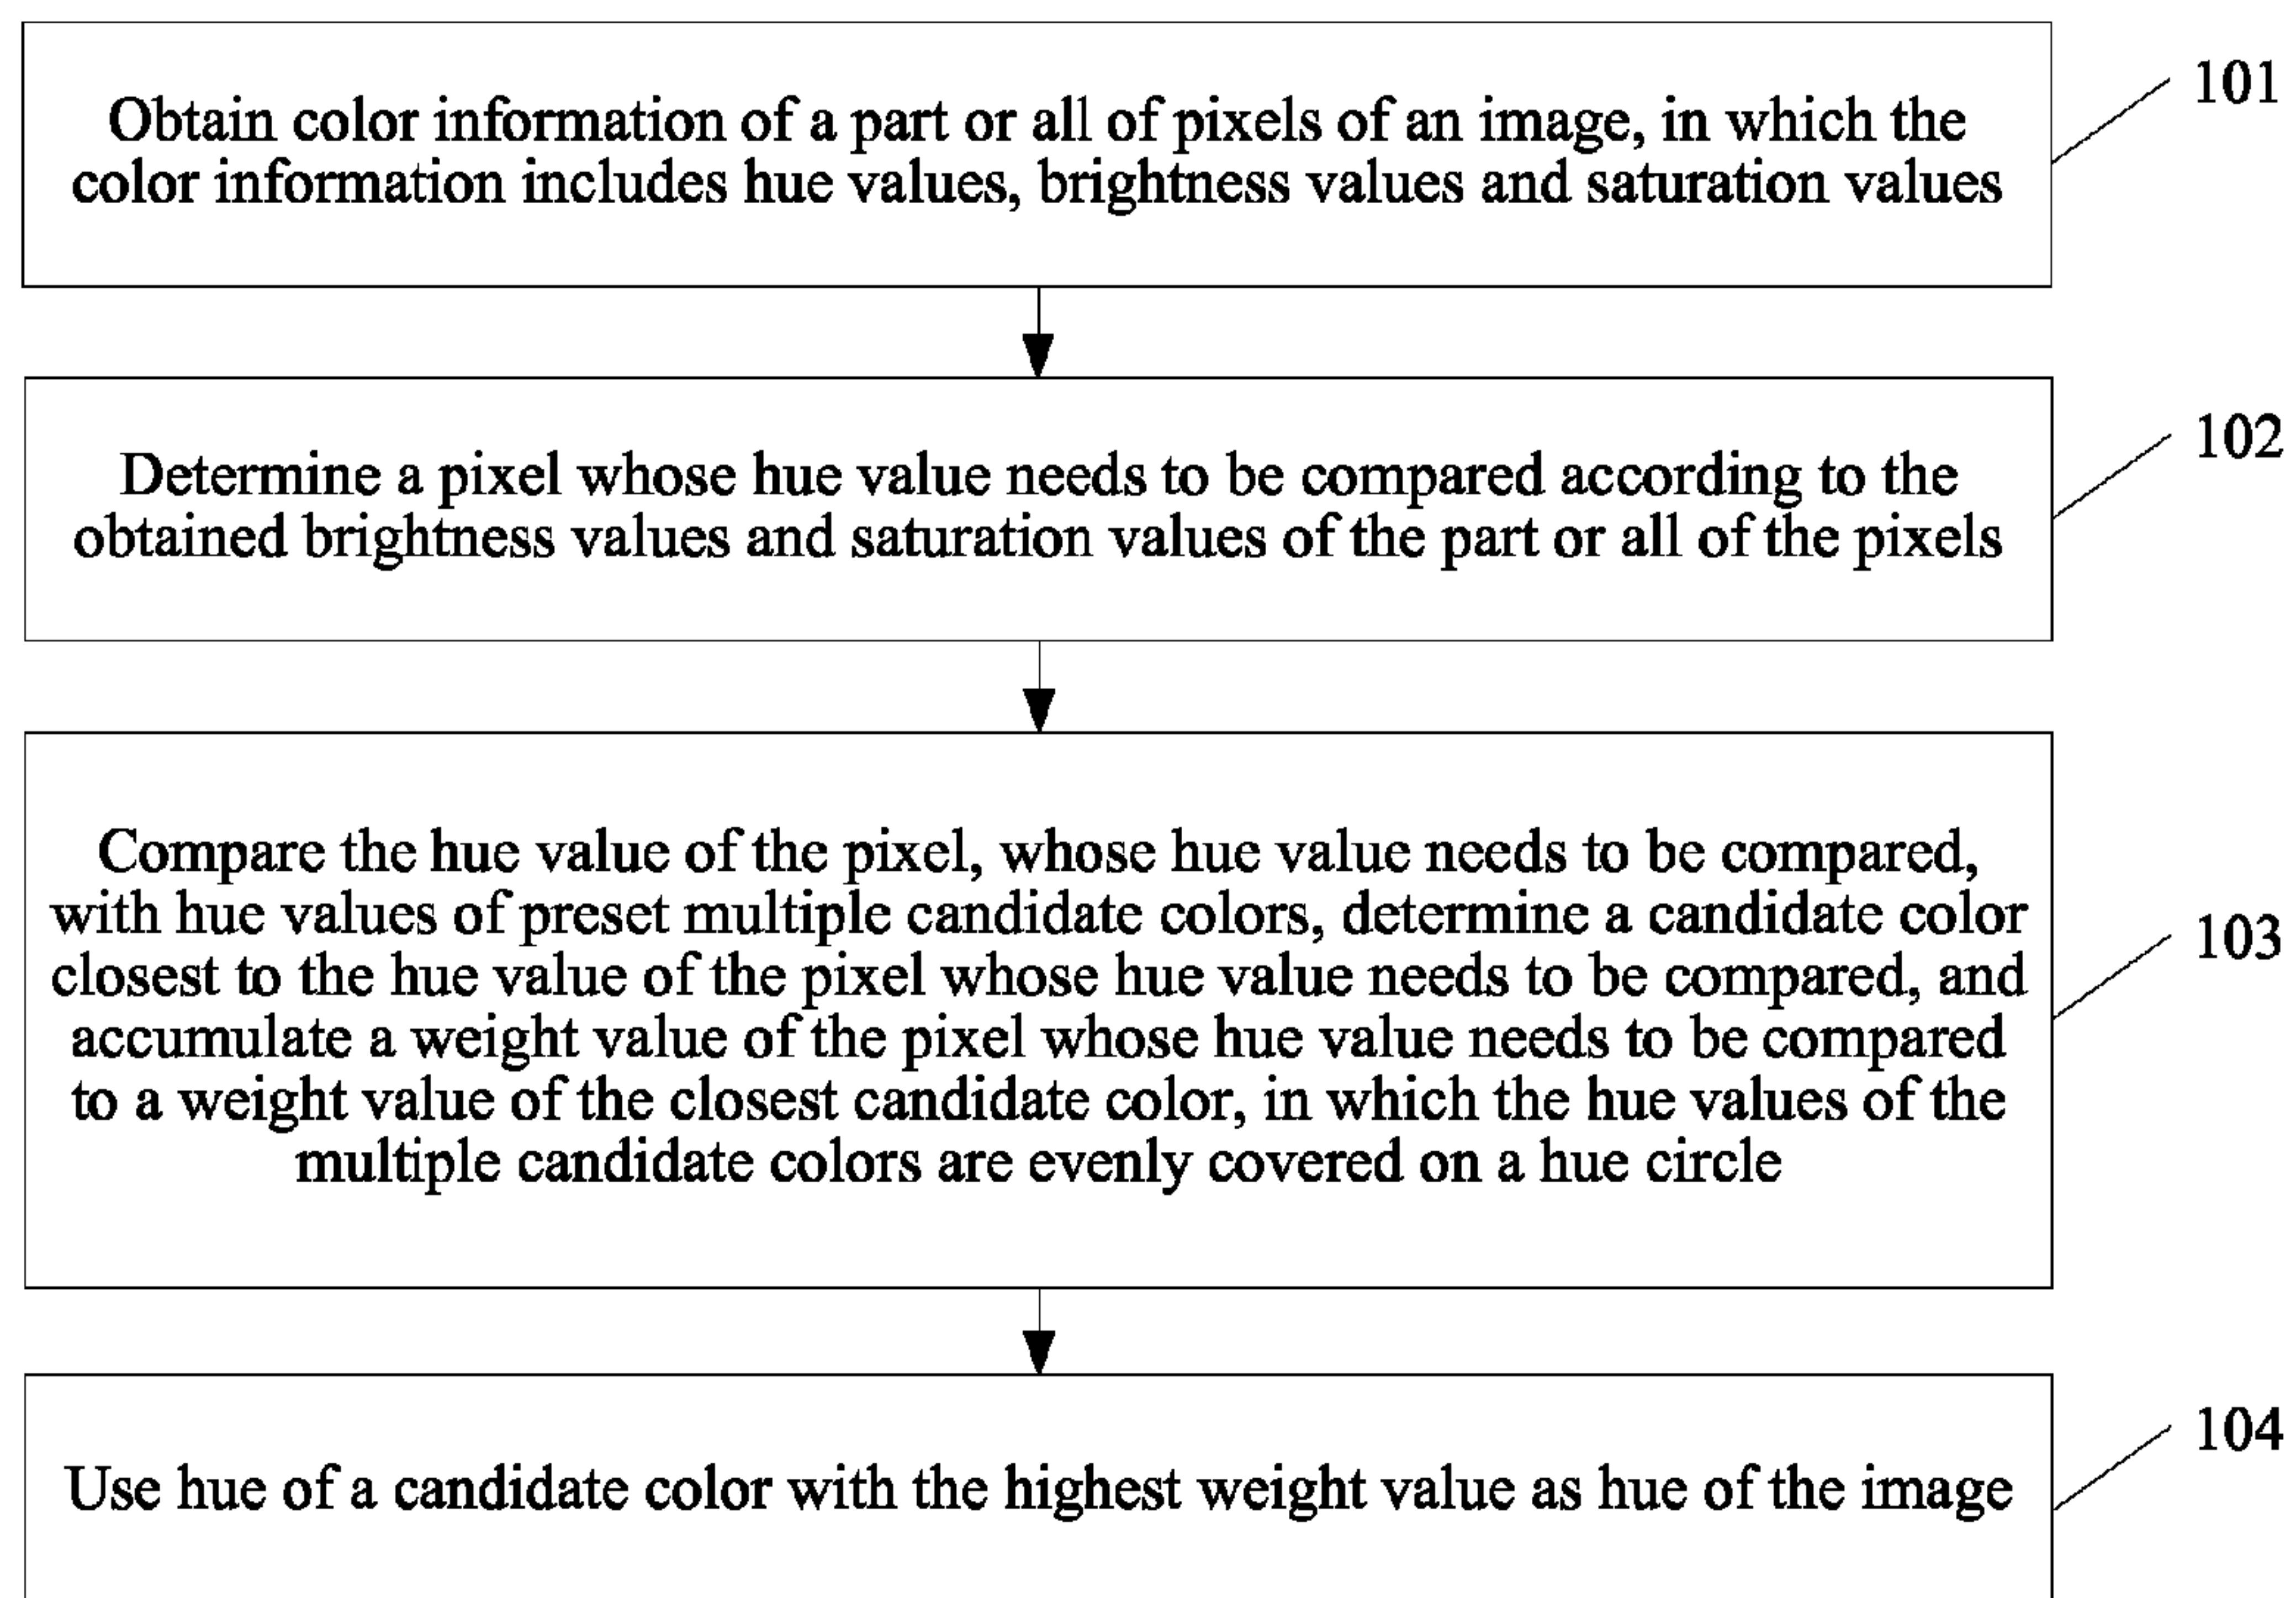 101
Obtain color information of a part or all of pixels of an image, in which the
color information includes hue values, brightness values and saturation values
102
Determine a pixel whose hue value needs to be compared according to the
obtained brightness values and saturation values of the part or all of the pixels
Compare the hue value of the pixel, whose hue value needs to be compared,
with hue values of preset multiple candidate colors, determine a candidate color
103
closest to the hue value of the pixel whose hue value needs to be compared, and
accumulate a weight value of the pixel whose hue value needs to be compared
to a weight value of the closest candidate color, in which the hue values of the
multiple candidate colors are evenly covered on a hue circle
104
Use hue of a candidate color with the highest weight value as hue of the image